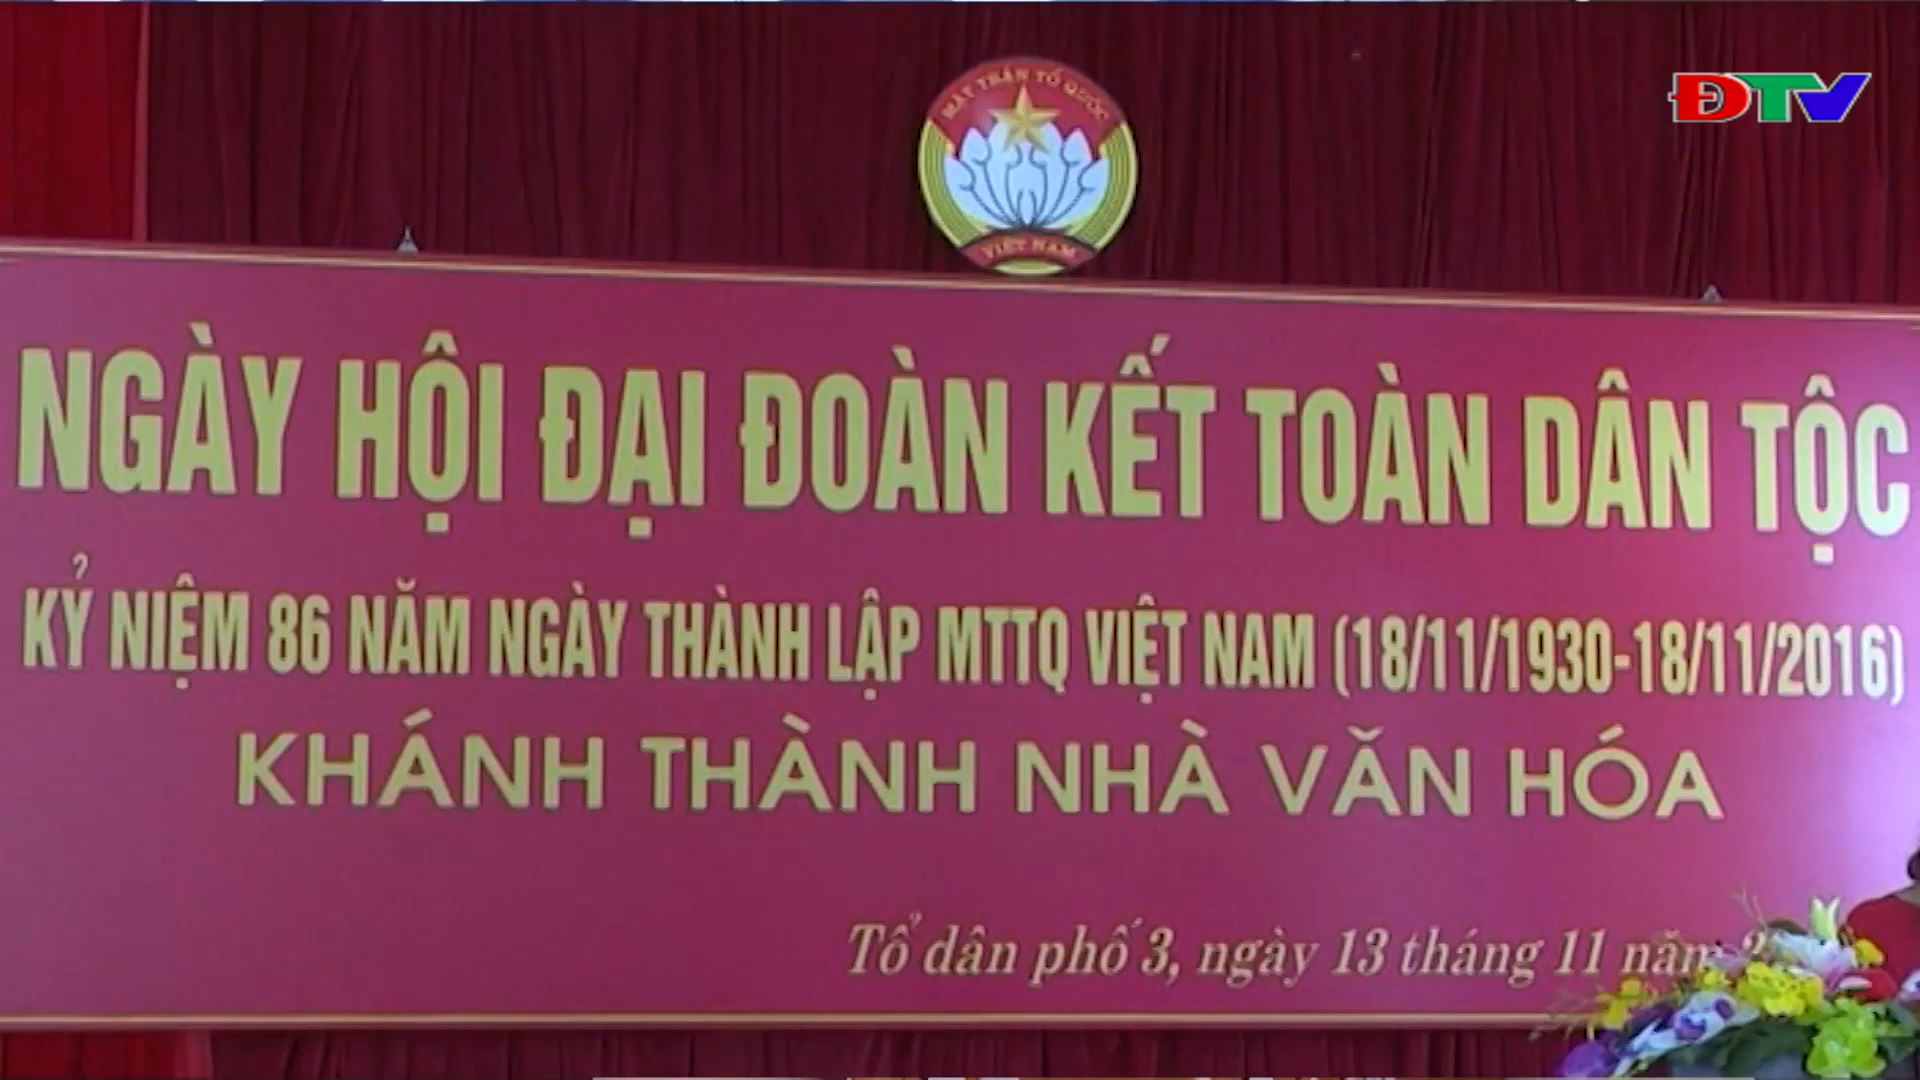 MẶT TRẬN TỔ QUỐC
VIỆT NAM
ĐTV
NGÀY HỘI ĐẠI ĐOÀN KẾT TOÀN DÂN TỘC
KỶ NIỆM 86 NĂM NGÀY THÀNH LẬP MTTQ VIỆT NAM (18/11/1930-18/11/2016)
KHÁNH THÀNH NHÀ VĂN HÓA
Tổ dân phố 3, ngày 13 tháng 11 năm